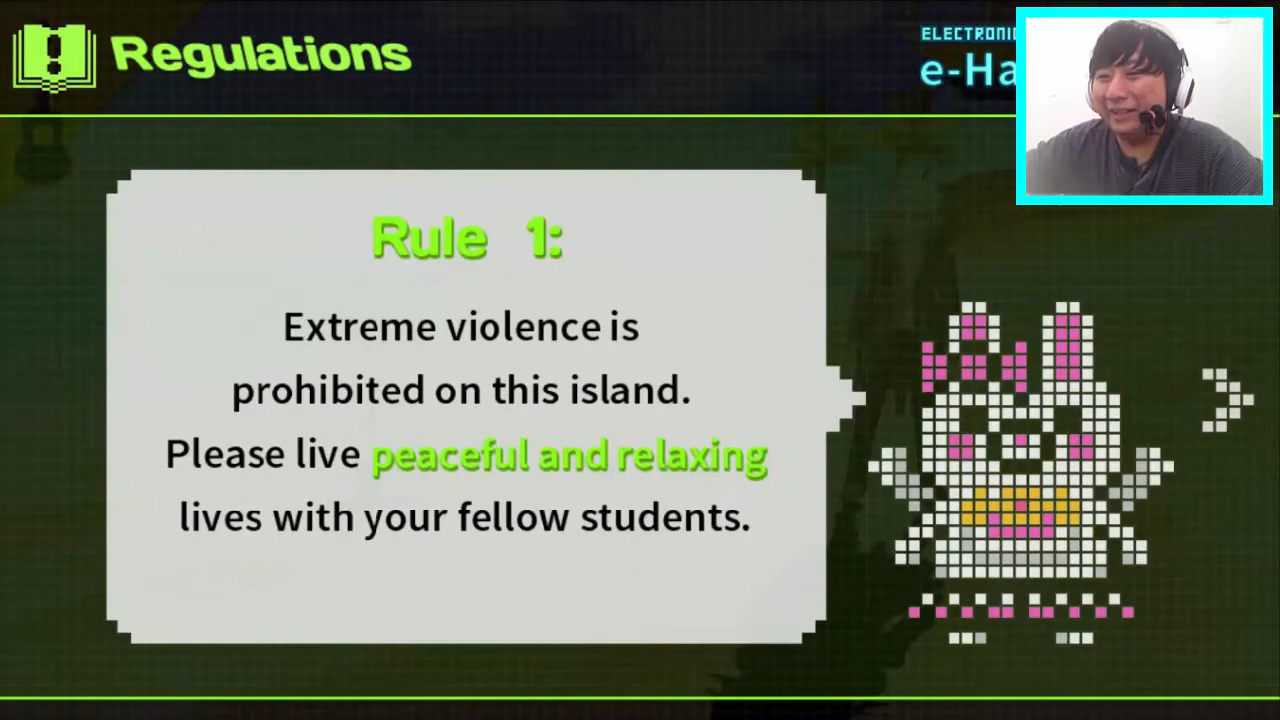 Regulations
ELECTRONIC
e-Ha
Rule 1:
Extreme violence is
prohibited on this island.
Please live peaceful and relaxing
lives with your fellow students.